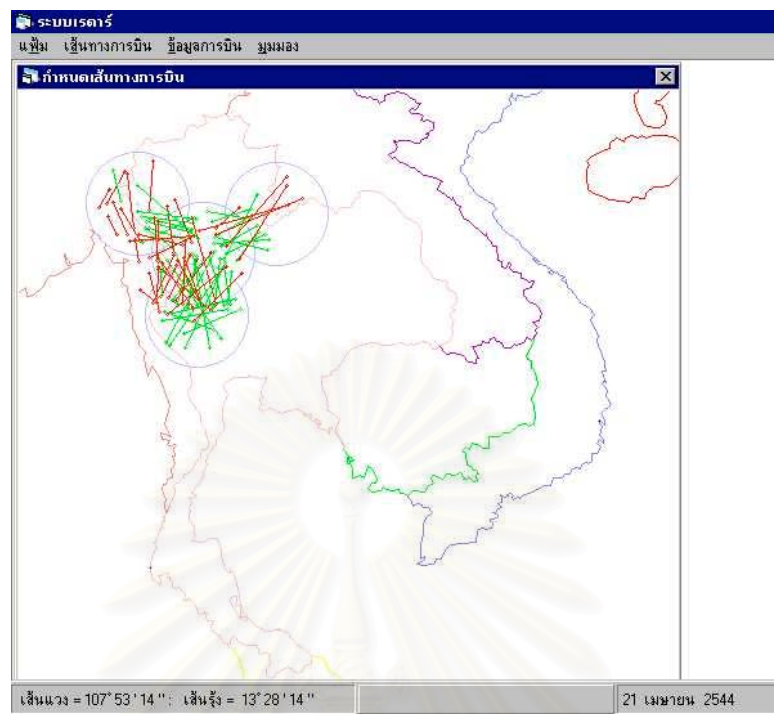 ระบบเรดาร์
แฟ้ม เส้นทางการบิน ข้อมูลการบิน มุมมอง
กำหนดเส้นทางการบิน
เส้นแวง = 107° 53 ' 14 " : เส้นรุ้ง = 13° 28 ' 14 "
21 เมษายน 2544